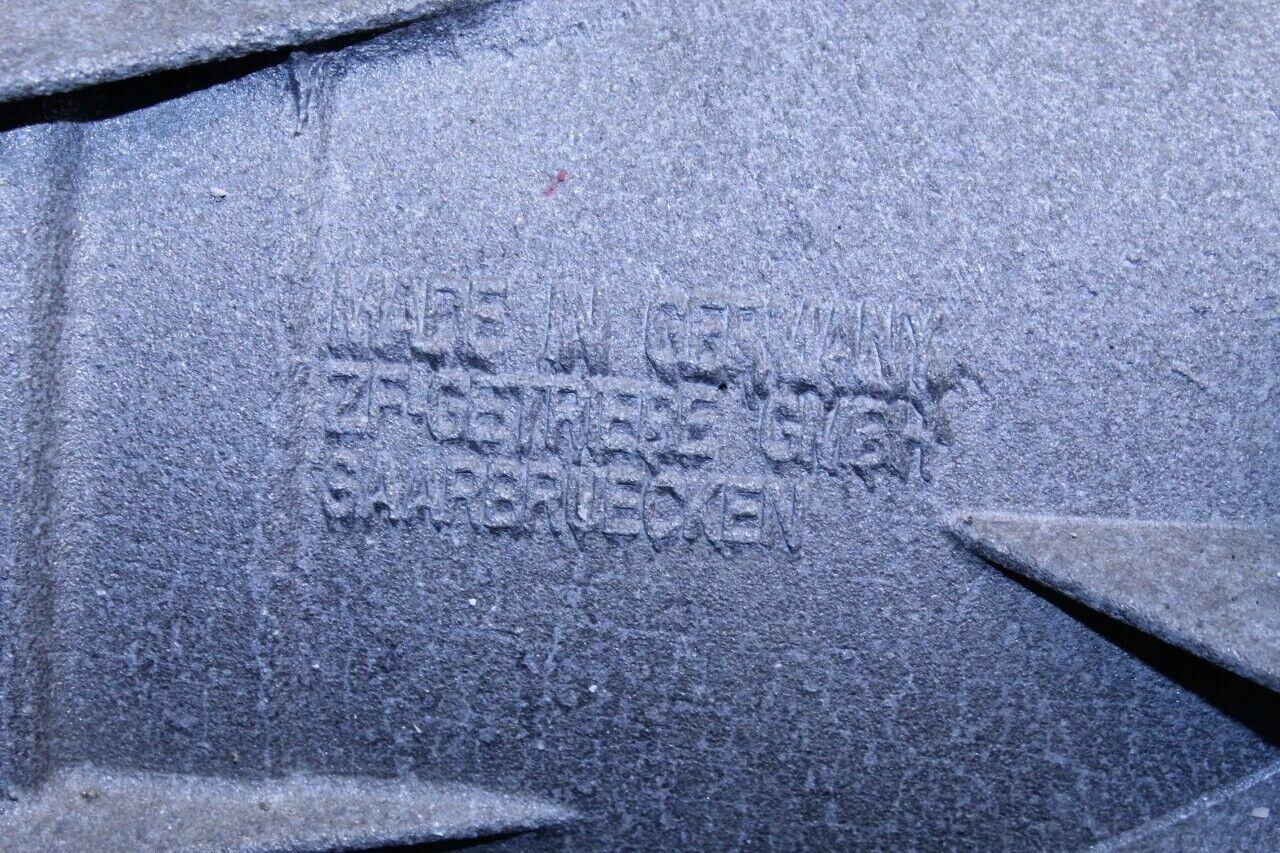 MADE IN GERMANY
ZF-GETRIEBE GMBH
SAARBRUECKEN